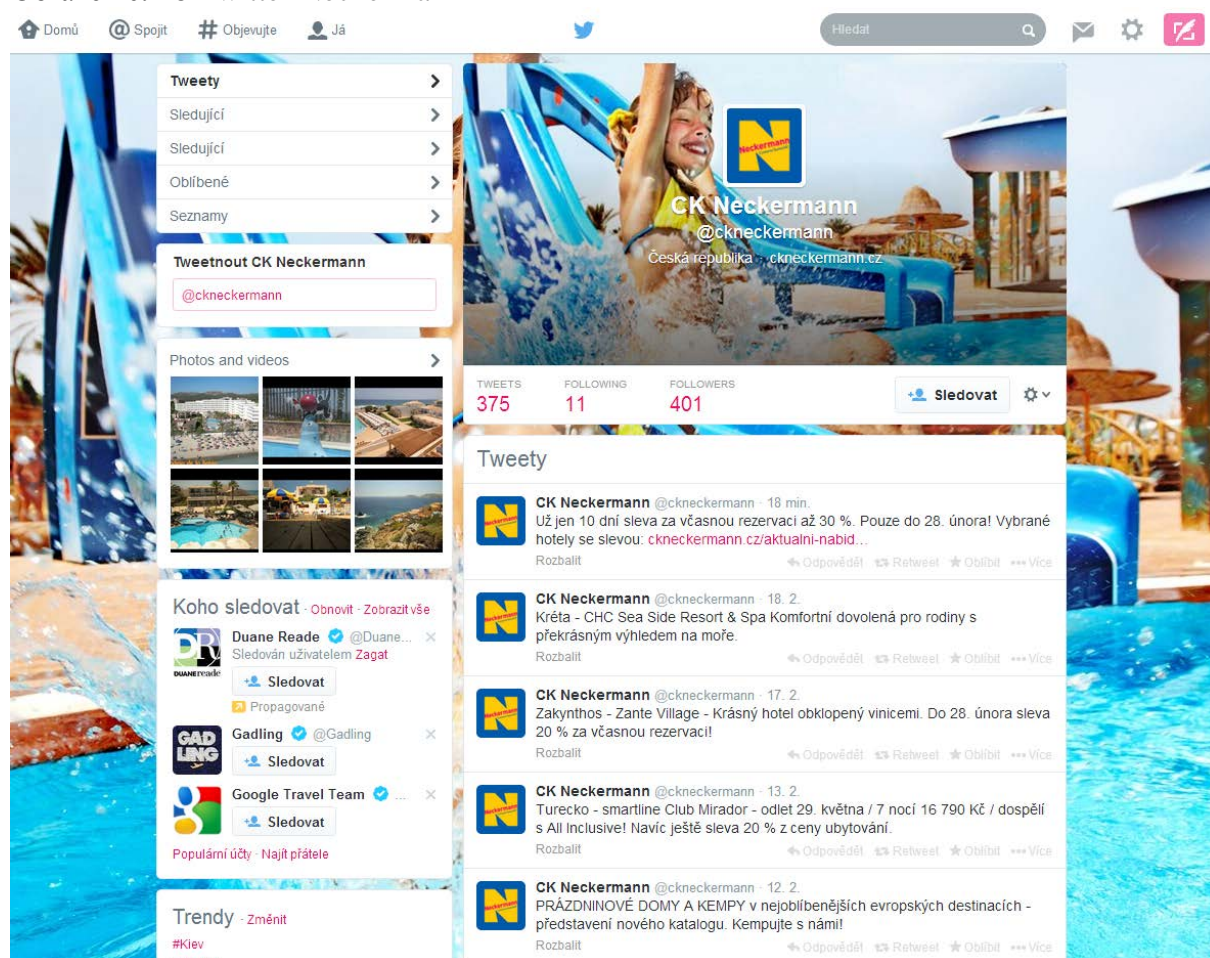 Domů
Spojit
Objevujte
Já
Hledat
Tweety
Sledující
Sledující
Oblíbené
Seznamy
Tweetnout CK Neckermann
@ckneckermann
Photos and videos
Koho sledovat · Obnovit · Zobrazit vše
DR
DUANEreade
Duane Reade @Duane...
Sledován uživatelem Zagat
Sledovat
Propagované
GAD
LING
Gadling @Gadling
Sledovat
Google Travel Team ...
Sledovat
Populární účty · Najít přátele
Trendy · Změnit
#Kiev
Neckermann
CK Neckermann
@ckneckermann
Česká republika · ckneckermann.cz
TWEETS
375
FOLLOWING
11
FOLLOWERS
401
Sledovat
Tweety
CK Neckermann @ckneckermann · 18 min.
Už jen 10 dní sleva za včasnou rezervaci až 30 %. Pouze do 28. února! Vybrané
hotely se slevou: ckneckermann.cz/aktualni-nabid…
Rozbalit Odpovědět Retweet Oblíbit Více
CK Neckermann @ckneckermann · 18. 2.
Kréta - CHC Sea Side Resort & Spa Komfortní dovolená pro rodiny s
překrásným výhledem na moře.
Rozbalit Odpovědět Retweet Oblíbit Více
CK Neckermann @ckneckermann · 17. 2.
Zakynthos - Zante Village - Krásný hotel obklopený vinicemi. Do 28. února sleva
20 % za včasnou rezervaci!
Rozbalit Odpovědět Retweet Oblíbit Více
CK Neckermann @ckneckermann · 13. 2.
Turecko - smartline Club Mirador - odlet 29. května / 7 nocí 16 790 Kč / dospělí
s All Inclusive! Navíc ještě sleva 20 % z ceny ubytování.
Rozbalit Odpovědět Retweet Oblíbit Více
CK Neckermann @ckneckermann · 12. 2.
PRÁZDNINOVÉ DOMY A KEMPY v nejoblíbenějších evropských destinacích -
představení nového katalogu. Kempujte s námi!
Rozbalit Odpovědět Retweet Oblíbit Více